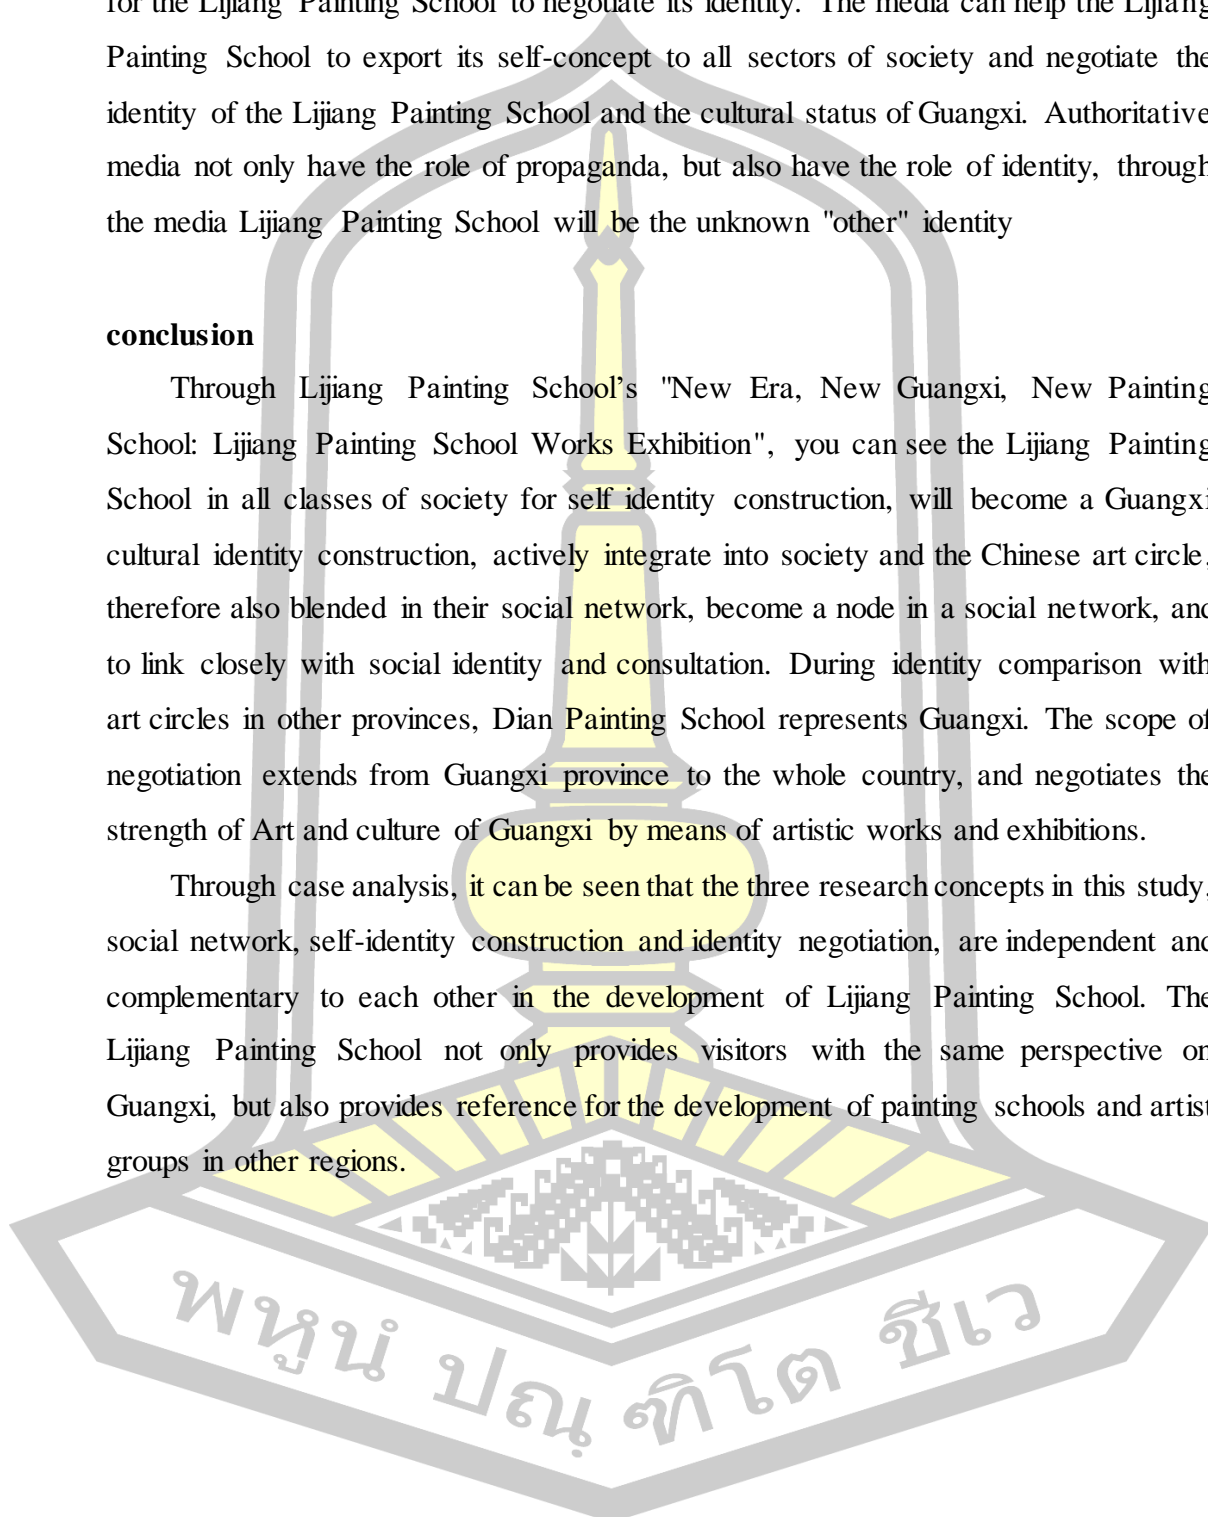 for the Lijiang Painting School to negotiate its identity. The media can help the Lijiang
Painting School to export its self-concept to all sectors of society and negotiate the
identity of the Lijiang Painting School and the cultural status of Guangxi. Authoritative
media not only have the role of propaganda, but also have the role of identity, through
the media Lijiang Painting School will be the unknown "other" identity
conclusion
Through Lijiang Painting School’s "New Era, New Guangxi, New Painting
School: Lijiang Painting School Works Exhibition", you can see the Lijiang Painting
School in all classes of society for self identity construction, will become a Guangxi
cultural identity construction, actively integrate into society and the Chinese art circle,
therefore also blended in their social network, become a node in a social network, and
to link closely with social identity and consultation. During identity comparison with
art circles in other provinces, Dian Painting School represents Guangxi. The scope of
negotiation extends from Guangxi province to the whole country, and negotiates the
strength of Art and culture of Guangxi by means of artistic works and exhibitions.
Through case analysis, it can be seen that the three research concepts in this study,
social network, self-identity construction and identity negotiation, are independent and
complementary to each other in the development of Lijiang Painting School. The
Lijiang Painting School not only provides visitors with the same perspective on
Guangxi, but also provides reference for the development of painting schools and artist
groups in other regions.
พหูนํ ปณฺฑิโต ชีเว